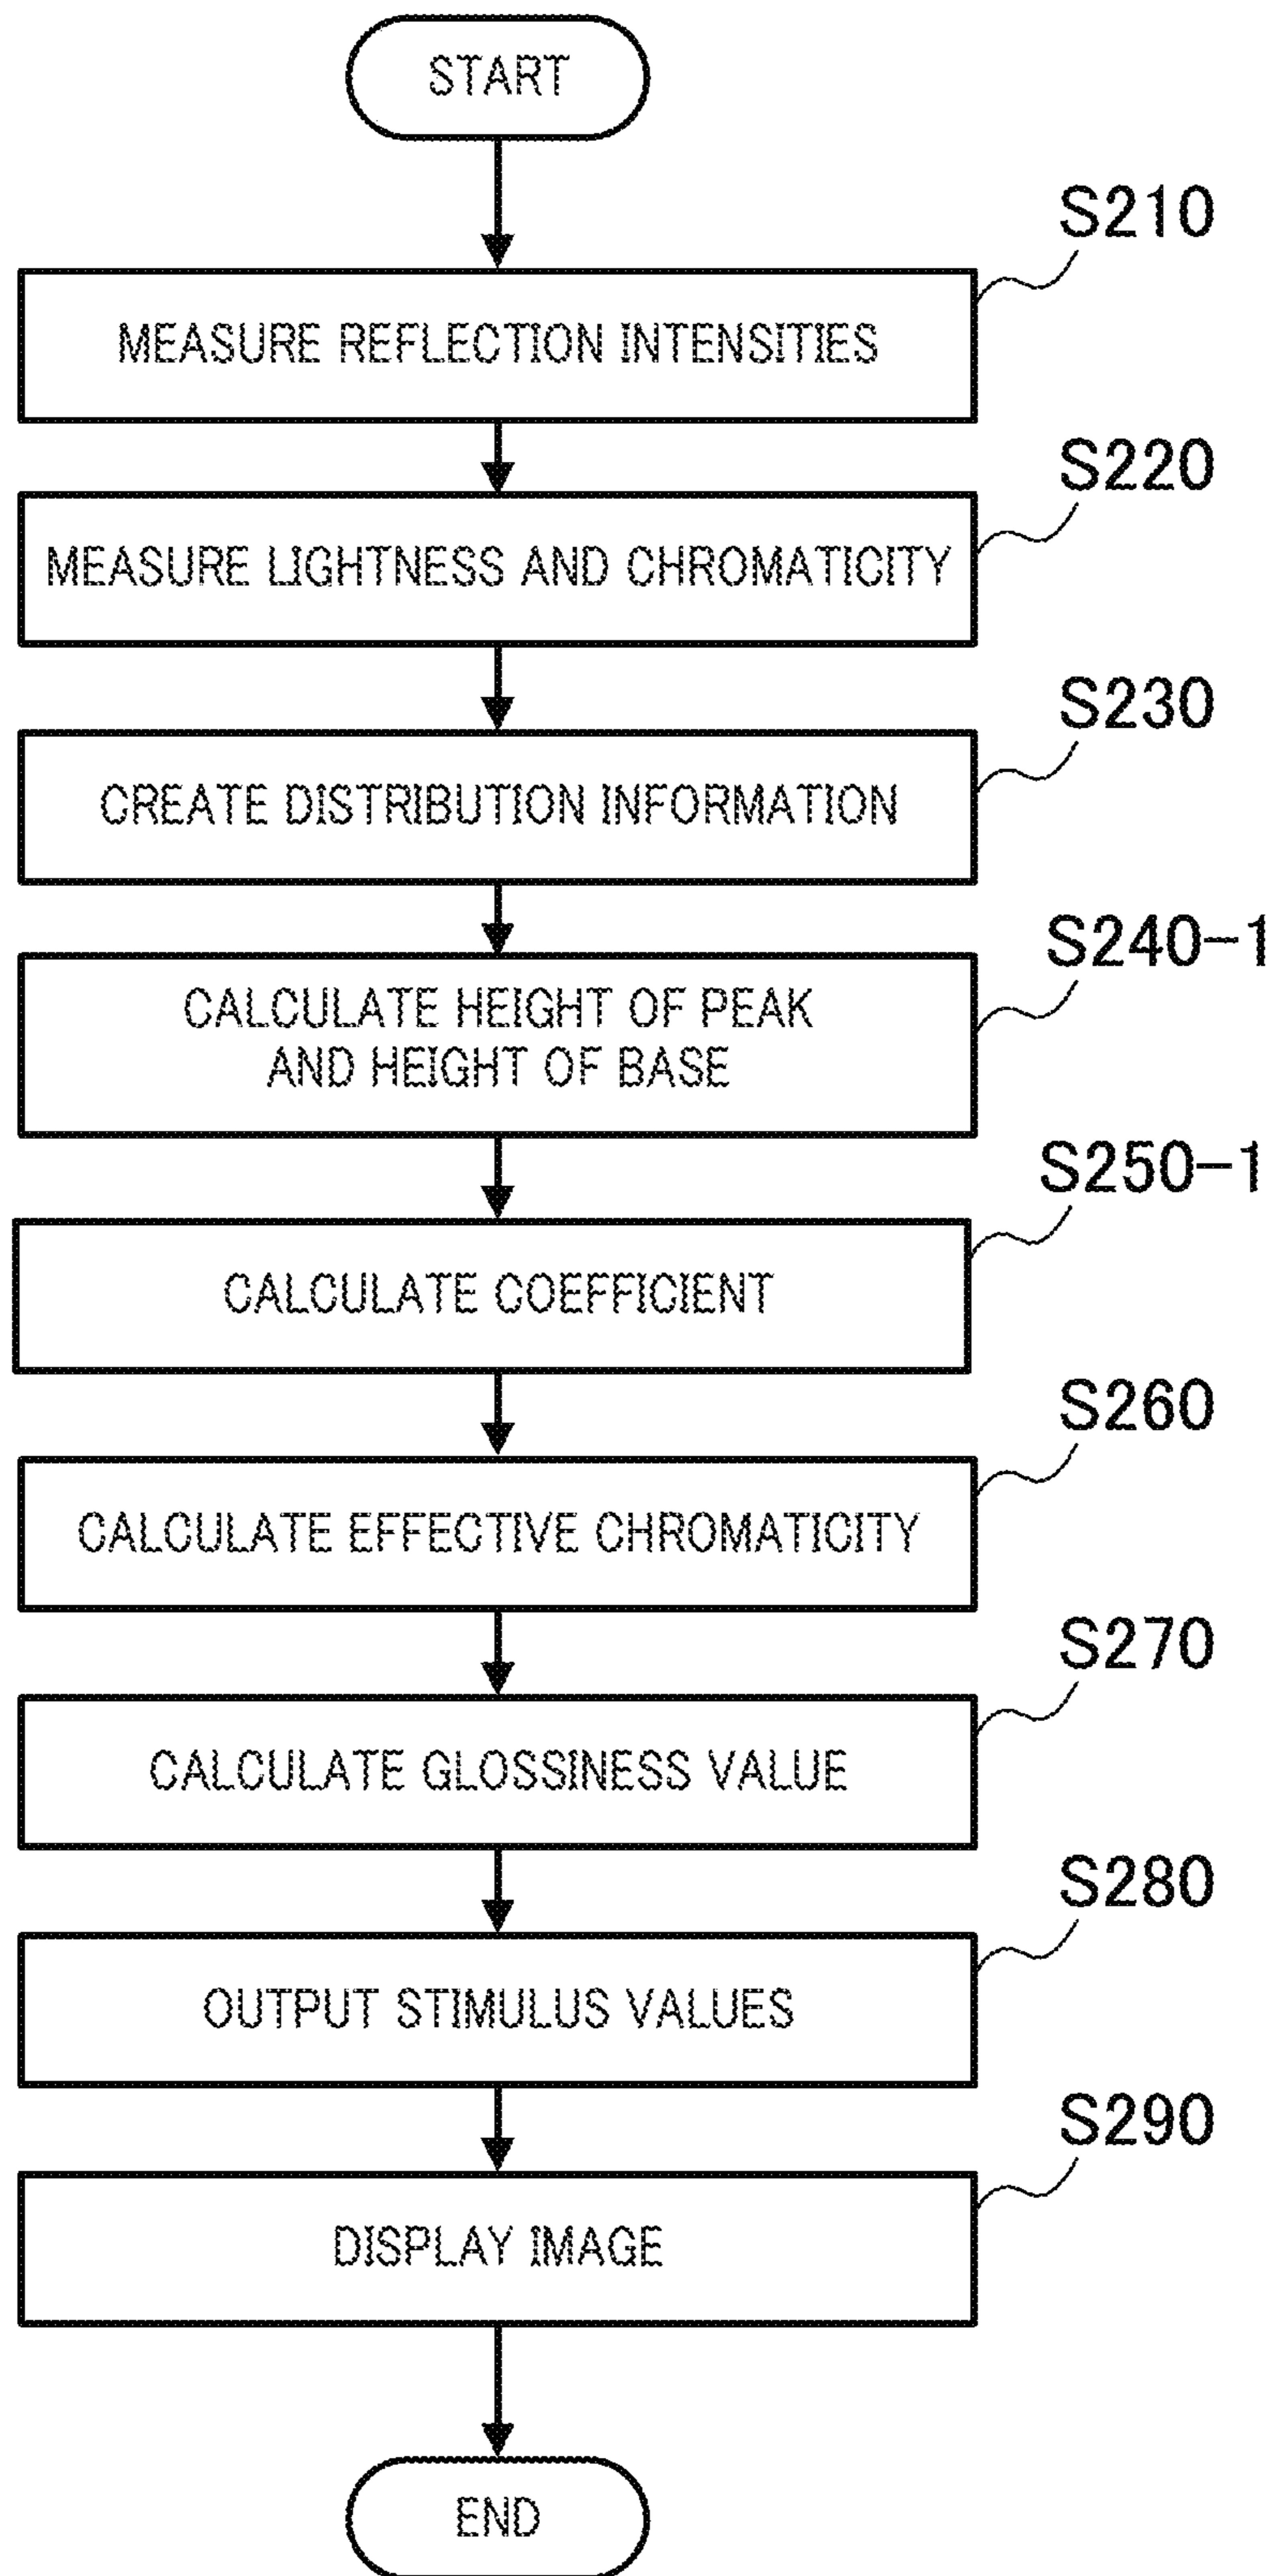 START
S210
MEASURE REFLECTION INTENSITIES
S220
MEASURE LIGHTNESS AND CHROMATICITY
S230
CREATE DISTRIBUTION INFORMATION
S240-1
CALCULATE HEIGHT OF PEAK
AND HEIGHT OF BASE
S250-1
CALCULATE COEFFICIENT
S260
CALCULATE EFFECTIVE CHROMATICITY
S270
CALCULATE GLOSSINESS VALUE
S280
OUTPUT STIMULUS VALUES
S290
DISPLAY IMAGE
END